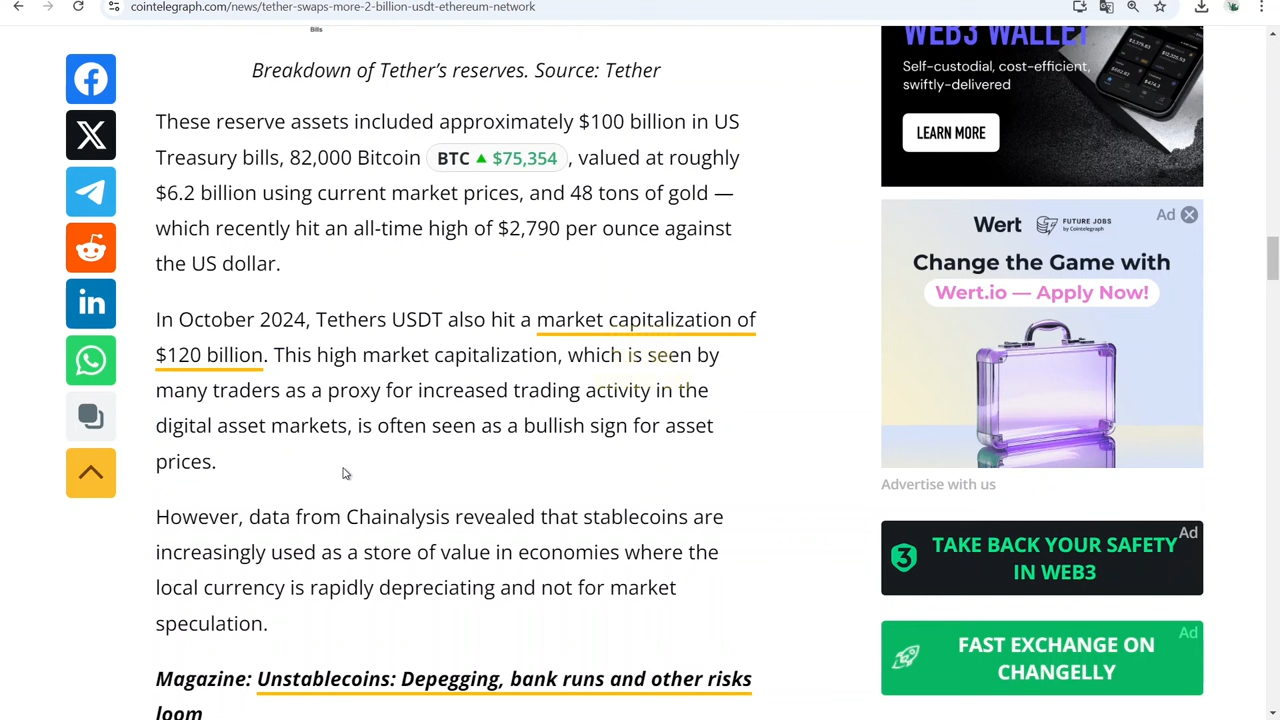 cointelegraph.com/news/tether-swaps-more-2-billion-usdt-ethereum-network
Bills
Breakdown of Tether’s reserves. Source: Tether
These reserve assets included approximately $100 billion in US
Treasury bills, 82,000 Bitcoin BTC ▲ $75,354 , valued at roughly
$6.2 billion using current market prices, and 48 tons of gold —
which recently hit an all-time high of $2,790 per ounce against
the US dollar.
In October 2024, Tethers USDT also hit a market capitalization of
$120 billion. This high market capitalization, which is seen by
many traders as a proxy for increased trading activity in the
digital asset markets, is often seen as a bullish sign for asset
prices.
However, data from Chainalysis revealed that stablecoins are
increasingly used as a store of value in economies where the
local currency is rapidly depreciating and not for market
speculation.
Magazine: Unstablecoins: Depegging, bank runs and other risks
loom
WEB3 WALLET
Self-custodial, cost-efficient,
swiftly-delivered
LEARN MORE
Ad
Wert FUTURE JOBS
by Cointelegraph
Change the Game with
Wert.io — Apply Now!
Advertise with us
Ad
TAKE BACK YOUR SAFETY
IN WEB3
Ad
FAST EXCHANGE ON
CHANGELLY